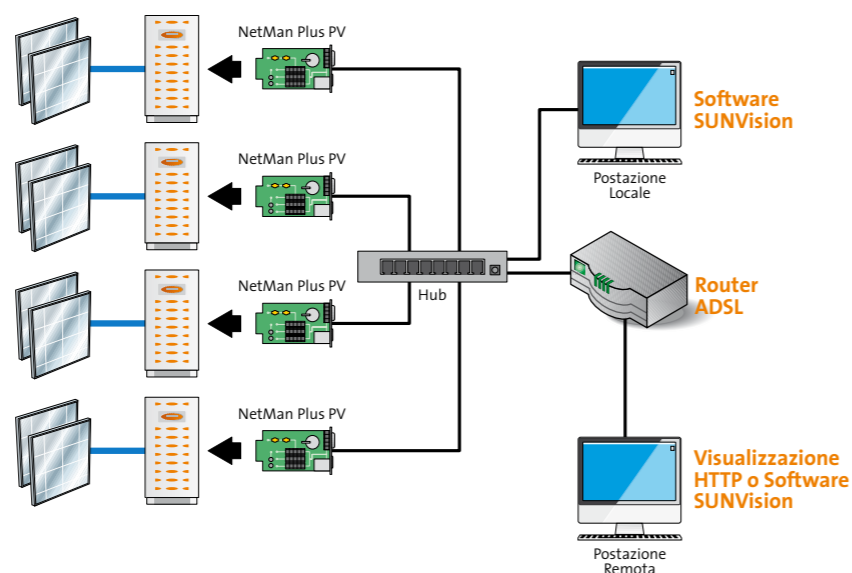 NetMan Plus PV
Software
SUNVision
Postazione
Locale
NetMan Plus PV
Hub
Router
ADSL
NetMan Plus PV
NetMan Plus PV
Visualizzazione
HTTP o Software
SUNVision
Postazione
Remota